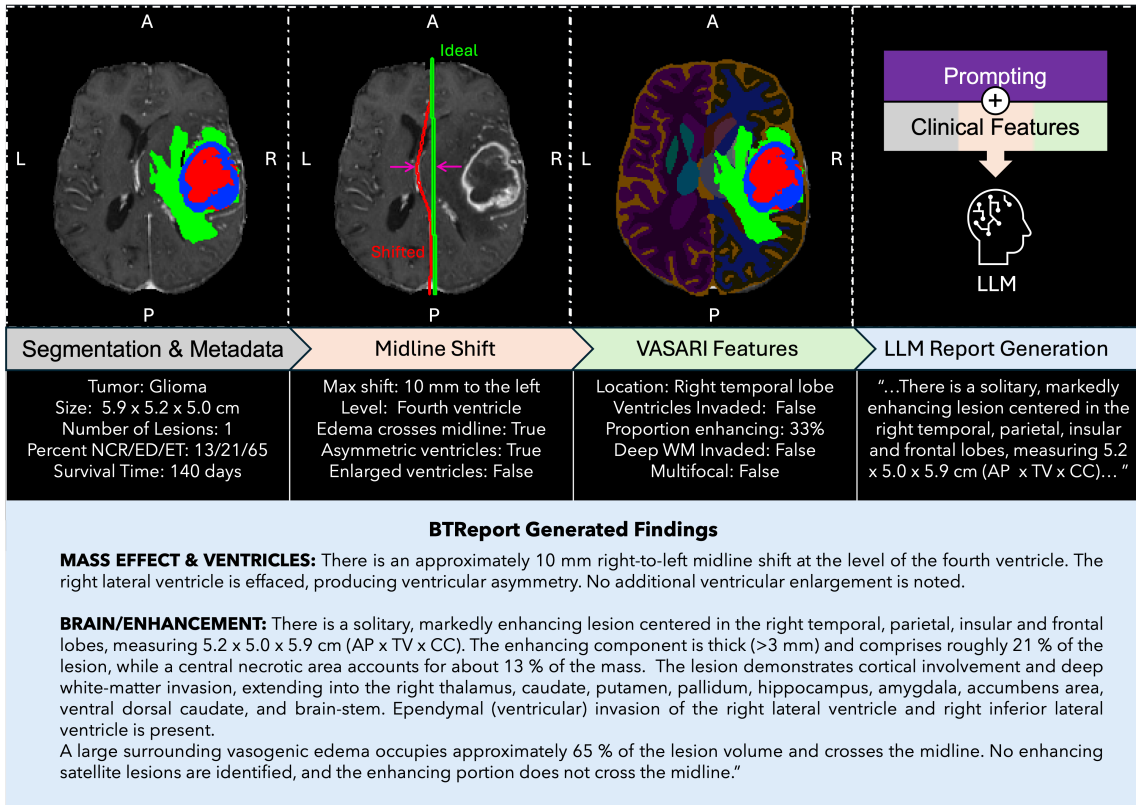 A
A
A
Ideal
Prompting
+
Clinical Features
L
R
L
R
L
R
Shifted
LLM
P
P
P
Segmentation & Metadata
Midline Shift
VASARI Features
LLM Report Generation
Tumor: Glioma
Size:  5.9 x 5.2 x 5.0 cm
Number of Lesions: 1
Percent NCR/ED/ET: 13/21/65
Survival Time: 140 days
Max shift: 10 mm to the left
Level:  Fourth ventricle
Edema crosses midline: True
Asymmetric ventricles: True
Enlarged ventricles: False
Location: Right temporal lobe
Ventricles Invaded:  False
Proportion enhancing: 33%
Deep WM Invaded: False
Multifocal: False
“…There is a solitary, markedly
enhancing lesion centered in the
right temporal, parietal, insular
and frontal lobes, measuring 5.2
x 5.0 x 5.9 cm (AP  x TV x CC)… “
BTReport Generated Findings
MASS EFFECT & VENTRICLES: There is an approximately 10 mm right-to-left midline shift at the level of the fourth ventricle. The
right lateral ventricle is effaced, producing ventricular asymmetry. No additional ventricular enlargement is noted.
BRAIN/ENHANCEMENT: There is a solitary, markedly enhancing lesion centered in the right temporal, parietal, insular and frontal
lobes, measuring 5.2 x 5.0 x 5.9 cm (AP x TV x CC). The enhancing component is thick (>3 mm) and comprises roughly 21 % of the
lesion, while a central necrotic area accounts for about 13 % of the mass.  The lesion demonstrates cortical involvement and deep
white-matter invasion, extending into the right thalamus, caudate, putamen, pallidum, hippocampus, amygdala, accumbens area,
ventral dorsal caudate, and brain-stem. Ependymal (ventricular) invasion of the right lateral ventricle and right inferior lateral
ventricle is present.
A large surrounding vasogenic edema occupies approximately 65 % of the lesion volume and crosses the midline. No enhancing
satellite lesions are identified, and the enhancing portion does not cross the midline.“